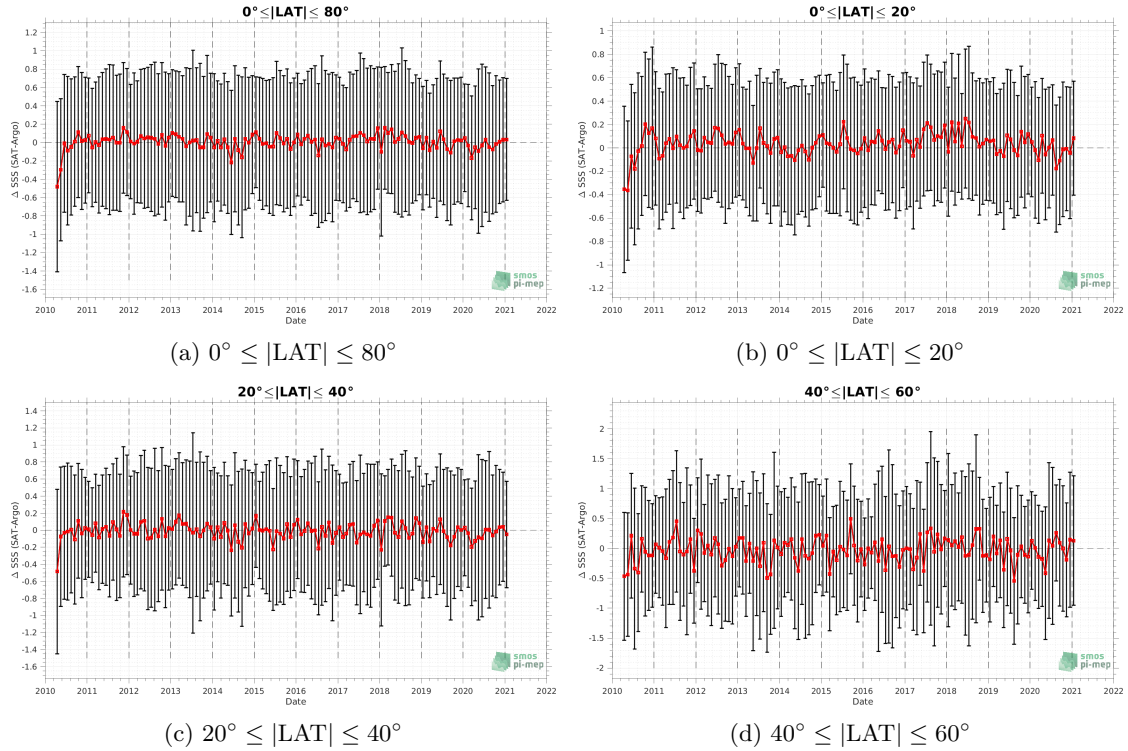 0°≤|LAT|≤ 80°
1.2
1
0.8
0.6
0.4
0.2
0
-0.2
-0.4
-0.6
-0.8
-1
-1.2
-1.4
-1.6
Δ SSS (SAT-Argo)
2010 2011 2012 2013 2014 2015 2016 2017 2018 2019 2020 2021 2022
Date
smos
pi-mep
(a) 0° ≤ |LAT| ≤ 80°
0°≤|LAT|≤ 20°
1
0.8
0.6
0.4
0.2
0
-0.2
-0.4
-0.6
-0.8
-1
-1.2
Δ SSS (SAT-Argo)
2010 2011 2012 2013 2014 2015 2016 2017 2018 2019 2020 2021 2022
Date
smos
pi-mep
(b) 0° ≤ |LAT| ≤ 20°
20°≤|LAT|≤ 40°
1.4
1.2
1
0.8
0.6
0.4
0.2
0
-0.2
-0.4
-0.6
-0.8
-1
-1.2
-1.4
-1.6
Δ SSS (SAT-Argo)
2010 2011 2012 2013 2014 2015 2016 2017 2018 2019 2020 2021 2022
Date
smos
pi-mep
(c) 20° ≤ |LAT| ≤ 40°
40°≤|LAT|≤ 60°
2
1.5
1
0.5
0
-0.5
-1
-1.5
-2
Δ SSS (SAT-Argo)
2010 2011 2012 2013 2014 2015 2016 2017 2018 2019 2020 2021 2022
Date
smos
pi-mep
(d) 40° ≤ |LAT| ≤ 60°